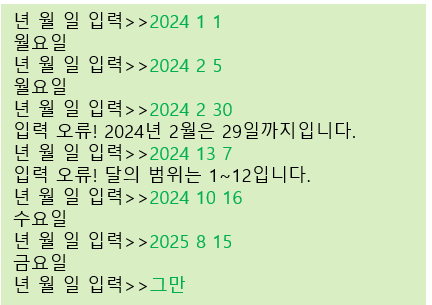 년 월 일 입력>>2024 1 1
월요일
년 월 일 입력>>2024 2 5
월요일
년 월 일 입력>>2024 2 30
입력 오류! 2024년 2월은 29일까지입니다.
년 월 일 입력>>2024 13 7
입력 오류! 달의 범위는 1~12입니다.
년 월 일 입력>>2024 10 16
수요일
년 월 일 입력>>2025 8 15
금요일
년 월 일 입력>>그만